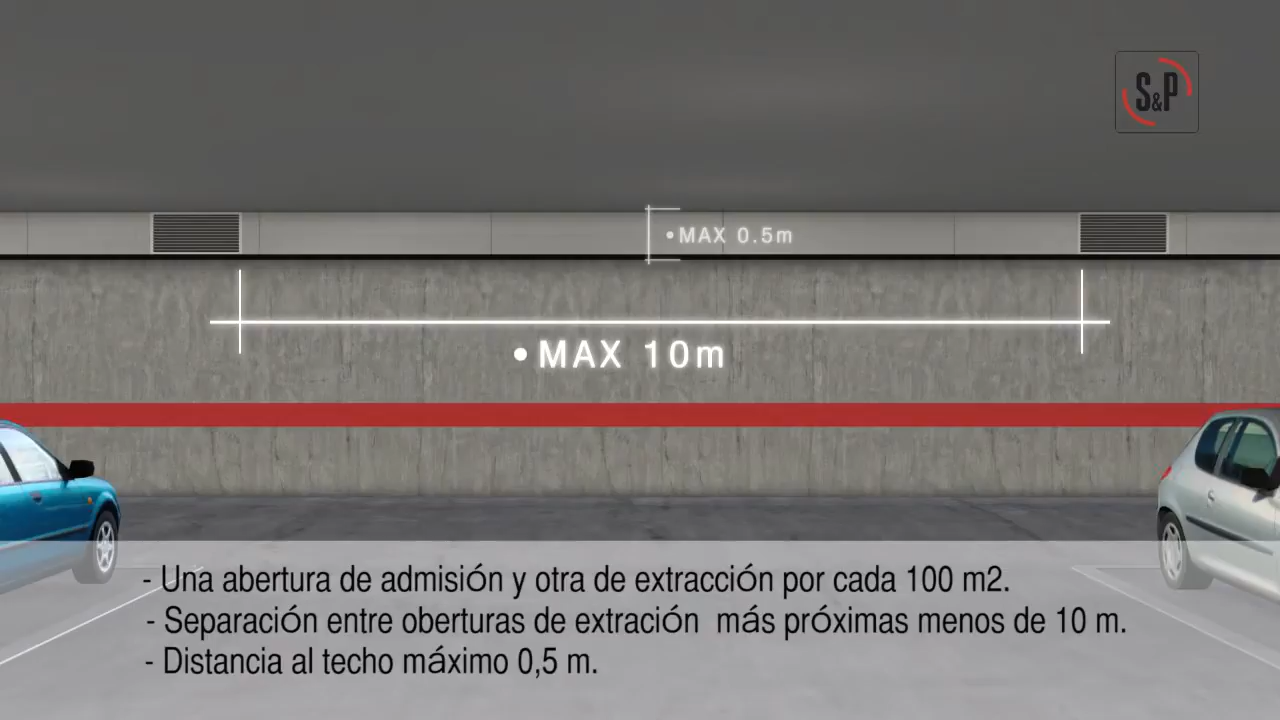 S&P
• MAX 0.5m
• MAX 10m
- Una abertura de admisión y otra de extracción por cada 100 m2.
- Separación entre oberturas de extración más próximas menos de 10 m.
- Distancia al techo máximo 0,5 m.